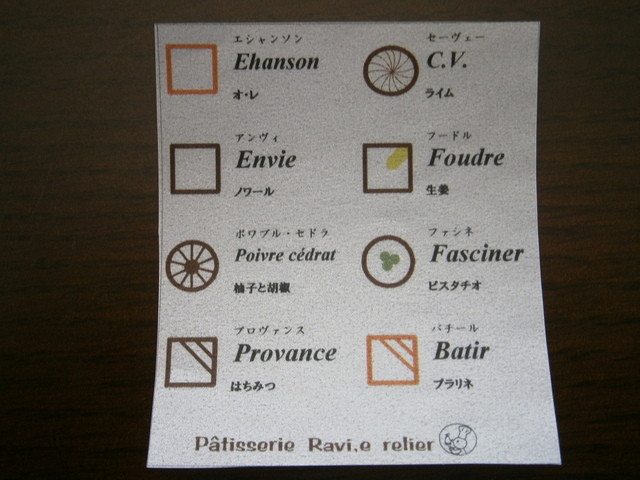 エシャンソン
Ehanson
オ・レ
セーヴェー
C.V.
ライム
アンヴィ
Envie
ノワール
フードル
Foudre
生姜
ポワブル・セドラ
Poivre cédrat
柚子と胡椒
ファシネ
Fasciner
ピスタチオ
プロヴァンス
Provance
はちみつ
バチール
Batir
プラリネ
Pâtisserie Ravi,e relier